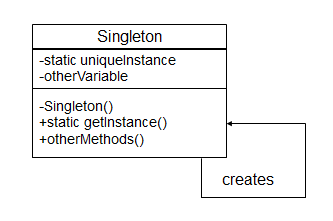 Singleton
-static uniqueInstance
-otherVariable
-Singleton()
+static getInstance()
+otherMethods()
creates